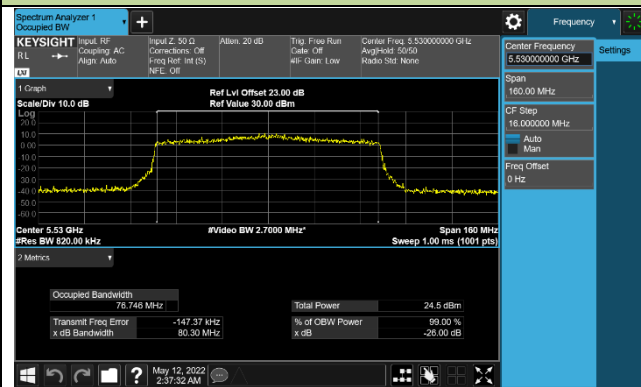 Spectrum Analyzer 1
Occupied BW
Frequency
KEYSIGHT
RL
LXI
Input: RF
Coupling: AC
Align: Auto
Input Z: 50 Ω
Corrections: Off
Freq Ref: Int (S)
NFE: Off
Atten: 20 dB
Trig: Free Run
Gate: Off
#IF Gain: Low
Center Freq: 5.530000000 GHz
Avg|Hold: 50/50
Radio Std: None
Center Frequency
5.530000000 GHz
Settings
Span
160.00 MHz
CF Step
16.000000 MHz
Auto
Man
Freq Offset
0 Hz
1 Graph
Scale/Div 10.0 dB
Ref Lvl Offset 23.00 dB
Ref Value 30.00 dBm
Log
20.0
10.0
0.00
-10.0
-20.0
-30.0
-40.0
-50.0
-60.0
Center 5.53 GHz
#Video BW 2.7000 MHz*
Span 160 MHz
#Res BW 820.00 kHz
Sweep 1.00 ms (1001 pts)
2 Metrics
Occupied Bandwidth
76.746 MHz
Total Power 24.5 dBm
Transmit Freq Error -147.37 kHz
% of OBW Power 99.00 %
x dB Bandwidth 80.30 MHz
x dB -26.00 dB
?
May 12, 2022
2:37:32 AM